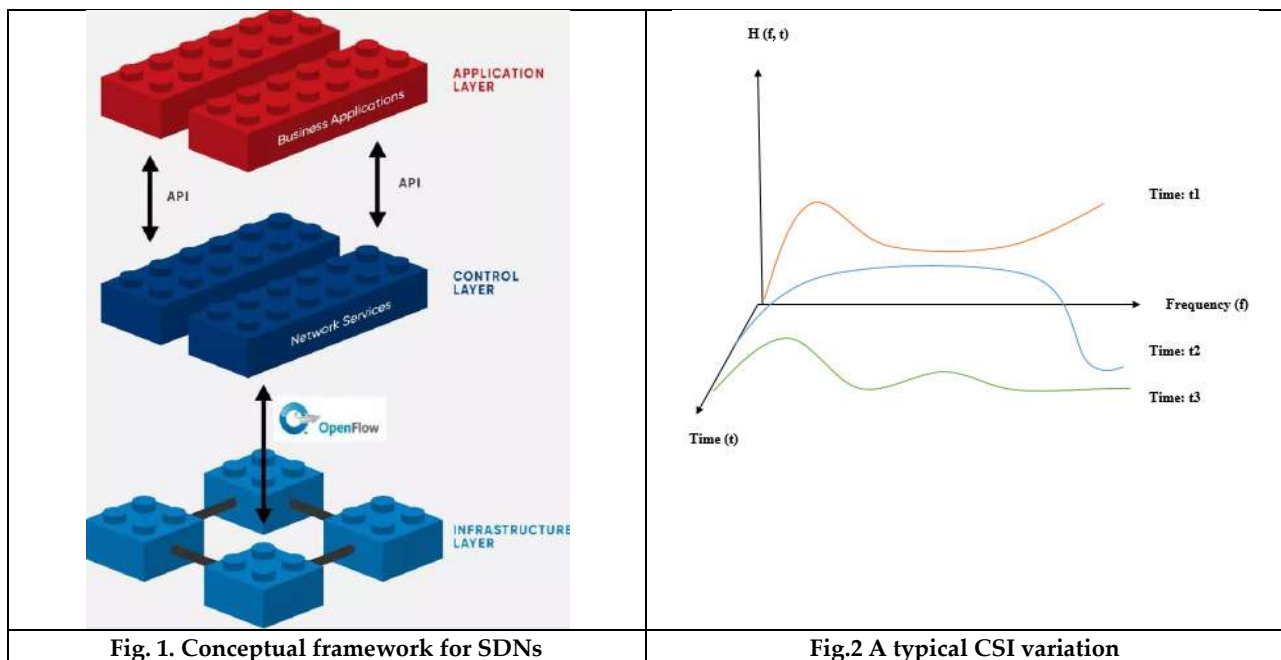 APPLICATION
LAYER
Business Applications
API
API
CONTROL
LAYER
Network Services
OpenFlow
INFRASTRUCTURE
LAYER
Fig. 1. Conceptual framework for SDNs
H (f, t)
Time: t1
Frequency (f)
Time: t2
Time: t3
Time (t)
Fig.2 A typical CSI variation